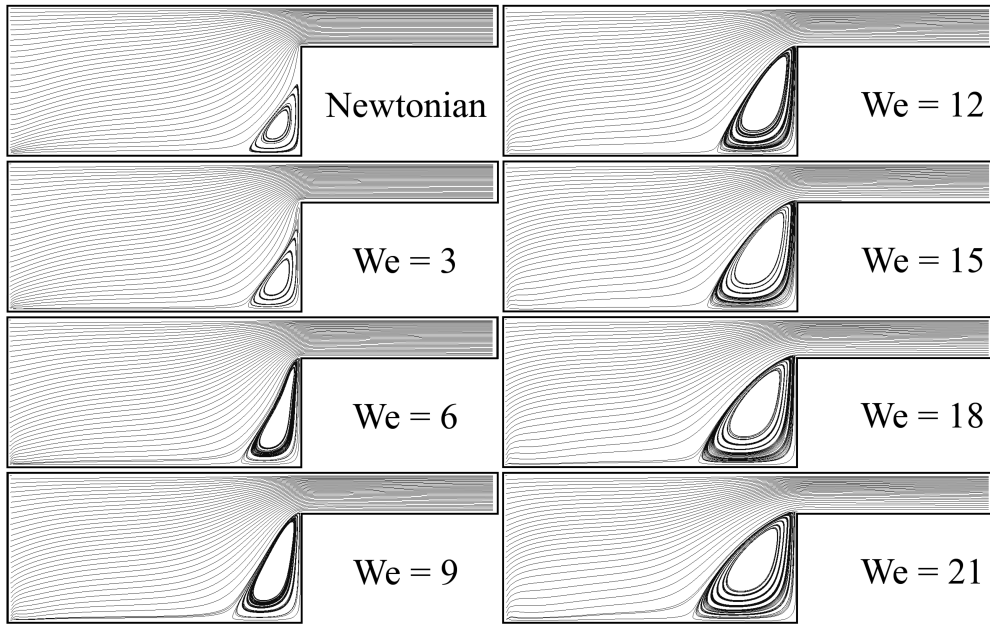 Newtonian
We = 3
We = 6
We = 9
We = 12
We = 15
We = 18
We = 21